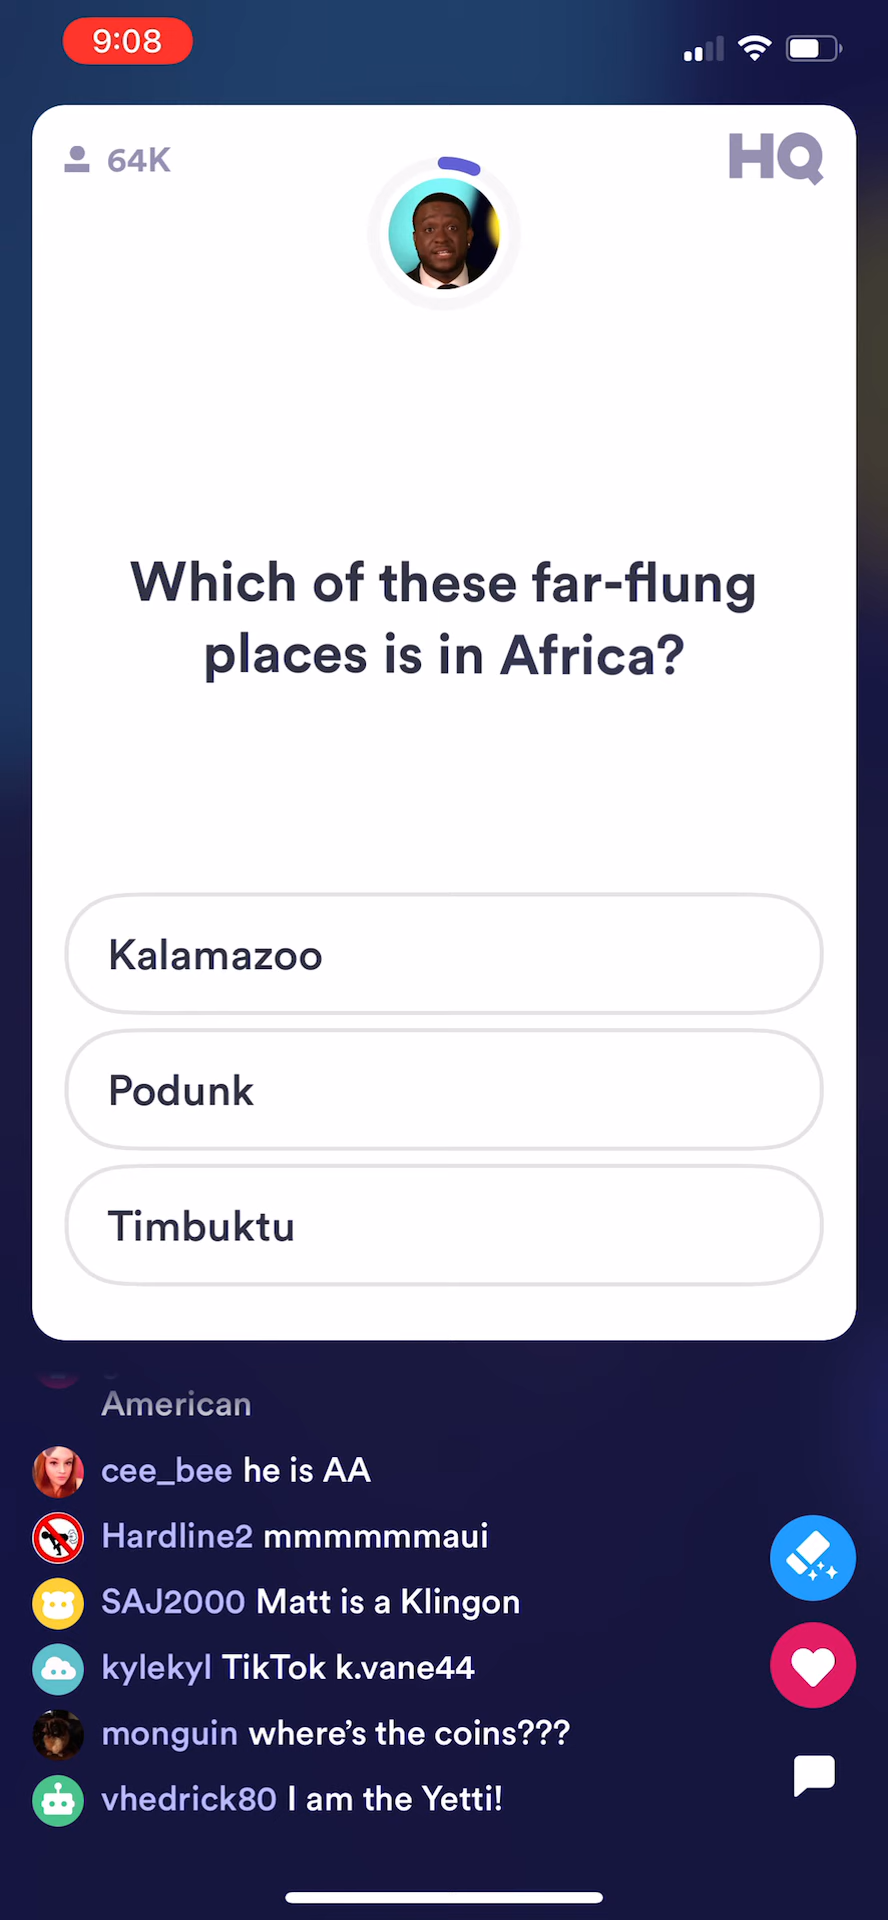 9:08
64K
HQ
Which of these far-flung
places is in Africa?
Kalamazoo
Podunk
Timbuktu
American
cee_bee he is AA
Hardline2 mmmmmmaui
SAJ2000 Matt is a Klingon
kylekyl TikTok k.vane44
monguin where's the coins???
vhedrick80 I am the Yetti!